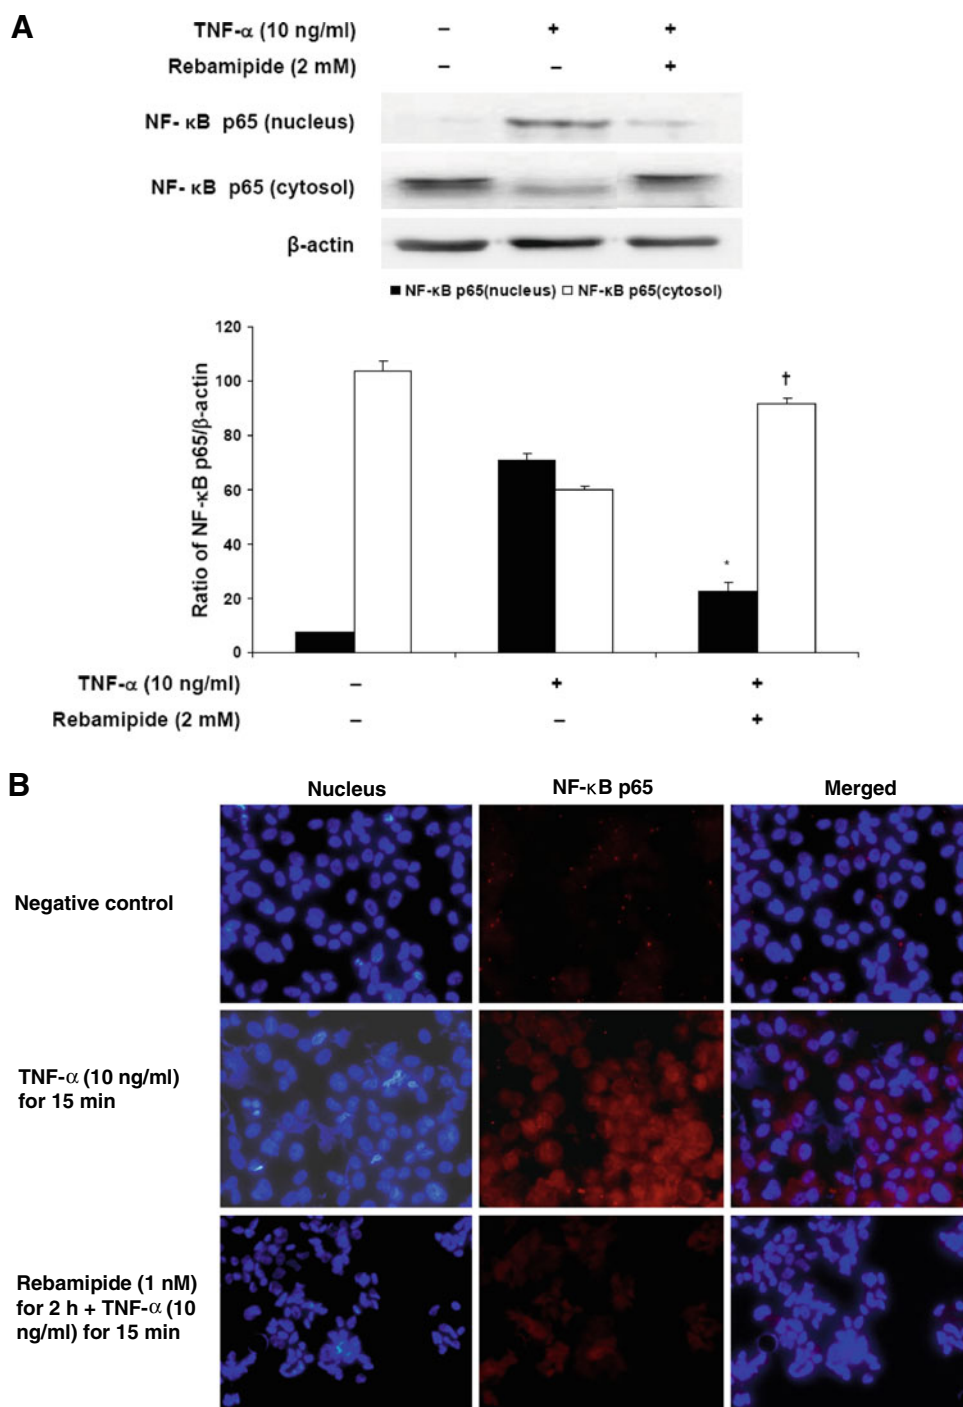 A
TNF-α (10 ng/ml) – + +
Rebamipide (2 mM) – – +
NF- κB p65 (nucleus)
NF- κB p65 (cytosol)
β-actin
NF-κB p65(nucleus) NF-κB p65(cytosol)
Ratio of NF-κB p65/β-actin
120
100
80
60
40
20
0
†
*
TNF-α (10 ng/ml) – + +
Rebamipide (2 mM) – – +
B
Nucleus NF-κB p65 Merged
Negative control
TNF-α (10 ng/ml)
for 15 min
Rebamipide (1 nM)
for 2 h + TNF-α (10
ng/ml) for 15 min